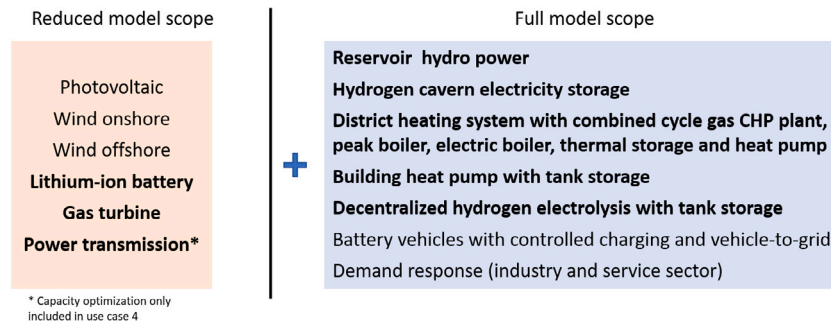 Reduced model scope
Photovoltaic
Wind onshore
Wind offshore
Lithium-ion battery
Gas turbine
Power transmission*
* Capacity optimization only
included in use case 4
+
Full model scope
Reservoir hydro power
Hydrogen cavern electricity storage
District heating system with combined cycle gas CHP plant,
peak boiler, electric boiler, thermal storage and heat pump
Building heat pump with tank storage
Decentralized hydrogen electrolysis with tank storage
Battery vehicles with controlled charging and vehicle-to-grid
Demand response (industry and service sector)